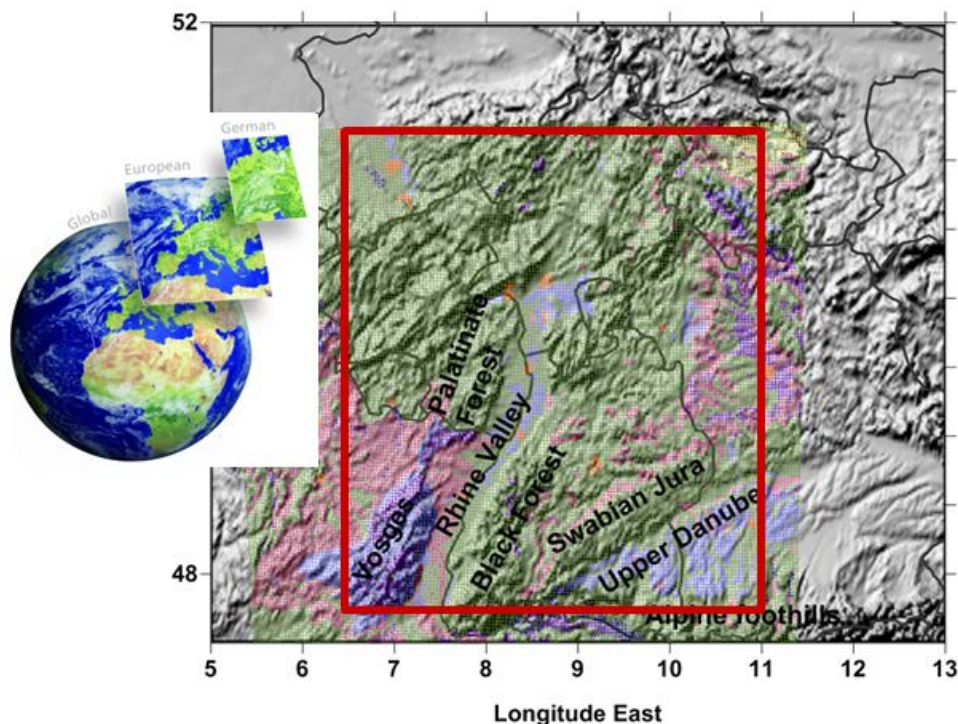 52
German
European
Global
Palatinate
Forest
Rhine Valley
Vosges
Black Forest
Swabian Jura
Upper Danube
48
Alpine foothills
5 6 7 8 9 10 11 12 13
Longitude East